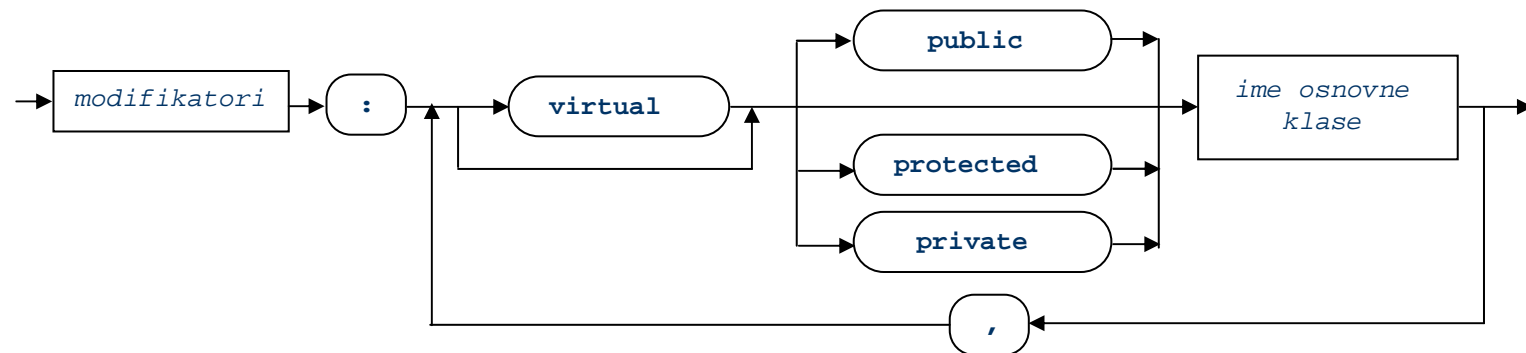 modifikatori
:
virtual
public
protected
private
ime osnovne
klase
,